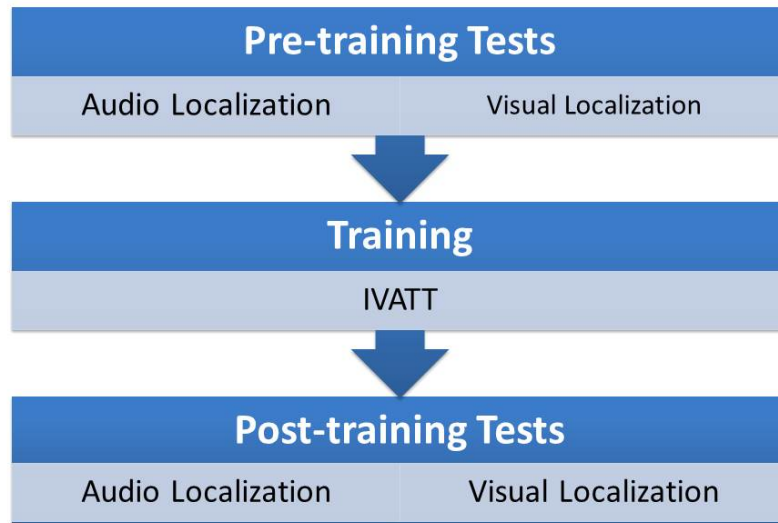 Pre-training Tests
Audio Localization Visual Localization
Training
IVATT
Post-training Tests
Audio Localization Visual Localization